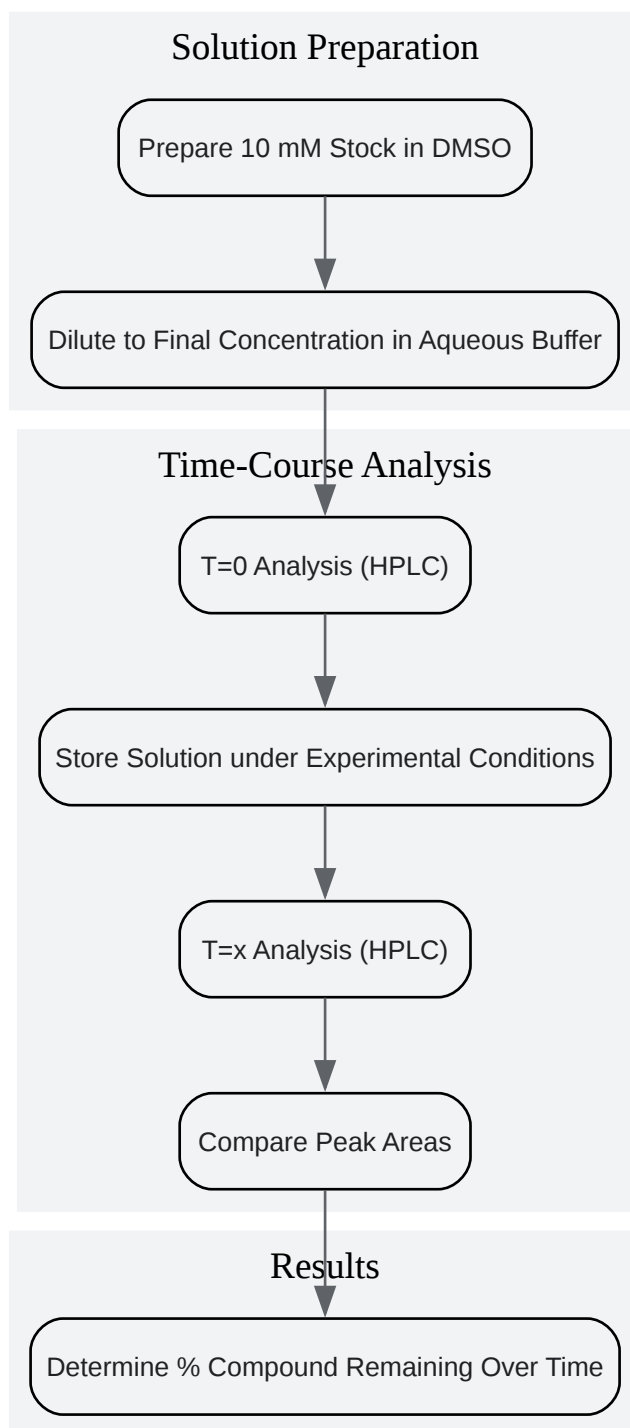 Solution Preparation
Prepare 10 mM Stock in DMSO
Dilute to Final Concentration in Aqueous Buffer
Time-Course Analysis
T=0 Analysis (HPLC)
Store Solution under Experimental Conditions
T=x Analysis (HPLC)
Compare Peak Areas
Results
Determine % Compound Remaining Over Time